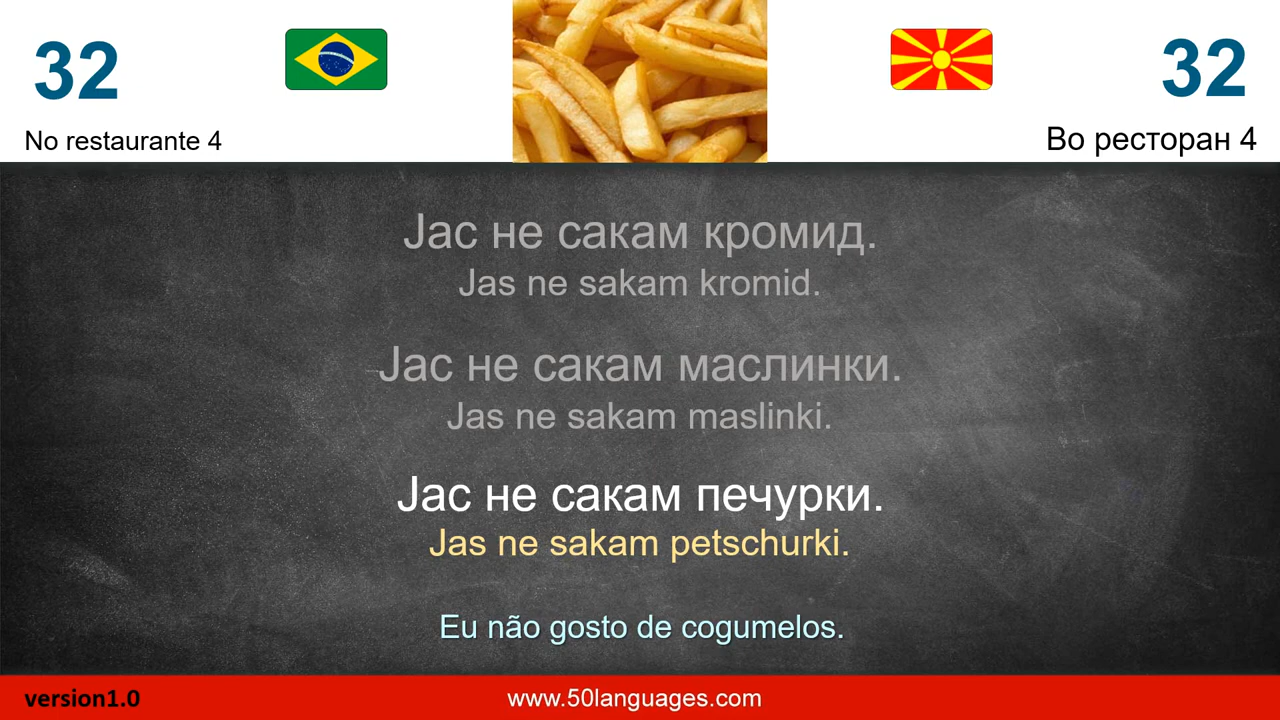 32
32
No restaurante 4
Во ресторан 4
Јас не сакам кромид.
Jas ne sakam kromid.
Јас не сакам маслинки.
Jas ne sakam maslinki.
Јас не сакам печурки.
Jas ne sakam petschurki.
Eu não gosto de cogumelos.
version1.0
www.50languages.com